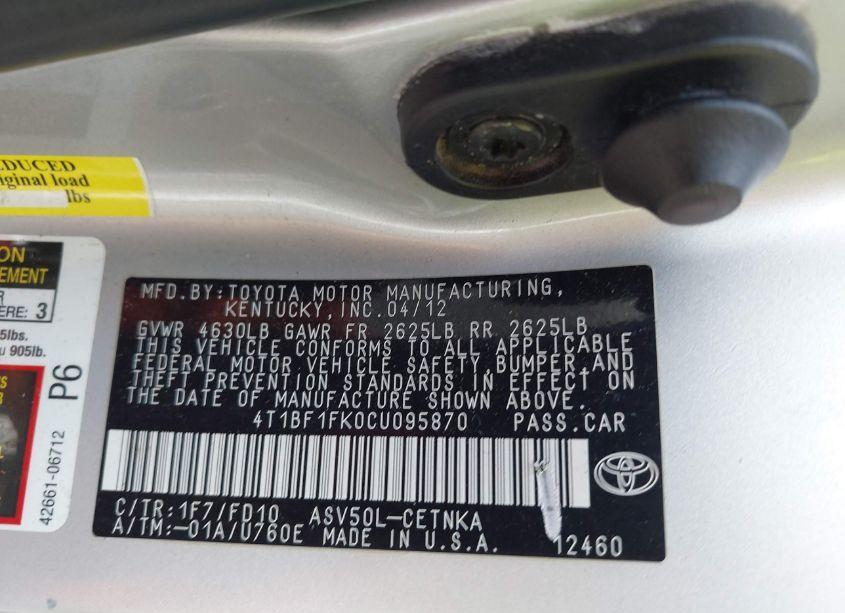 EDUCED
iginal load
lbs
ON
EMENT
R
ERE: 3
5lbs.
u 905lb.
S
R
L
P6
42661-06712
MFD.BY:TOYOTA MOTOR MANUFACTURING,
KENTUCKY,INC.04/12
GVWR 4630LB GAWR FR 2625LB RR 2625LB
THIS VEHICLE CONFORMS TO ALL APPLICABLE
FEDERAL MOTOR VEHICLE SAFETY,BUMPER,AND
THEFT PREVENTION STANDARDS IN EFFECT ON
THE DATE OF MANUFACTURE SHOWN ABOVE.
4T1BF1FK0CU095870 PASS.CAR
C/TR:1F7/FD10 ASV50L-CETNKA
A/TM:-01A/U760E MADE IN U.S.A. 12460